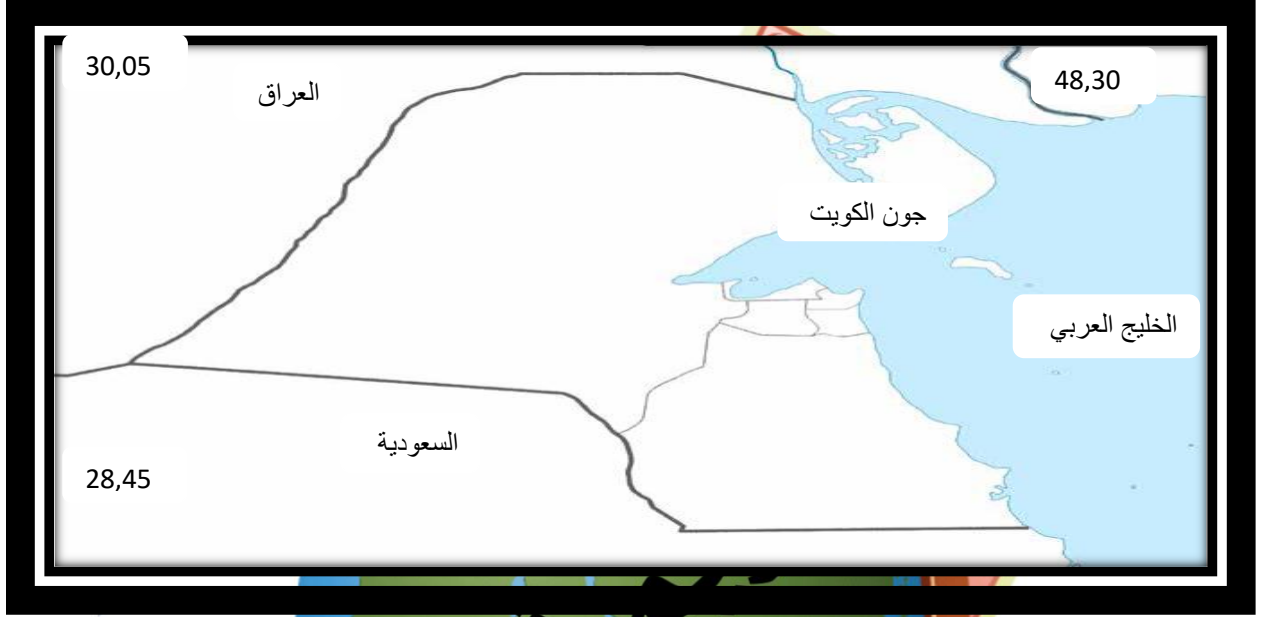 30,05
48,30
العراق
جون الكويت
الخليج العربي
السعودية
28,45